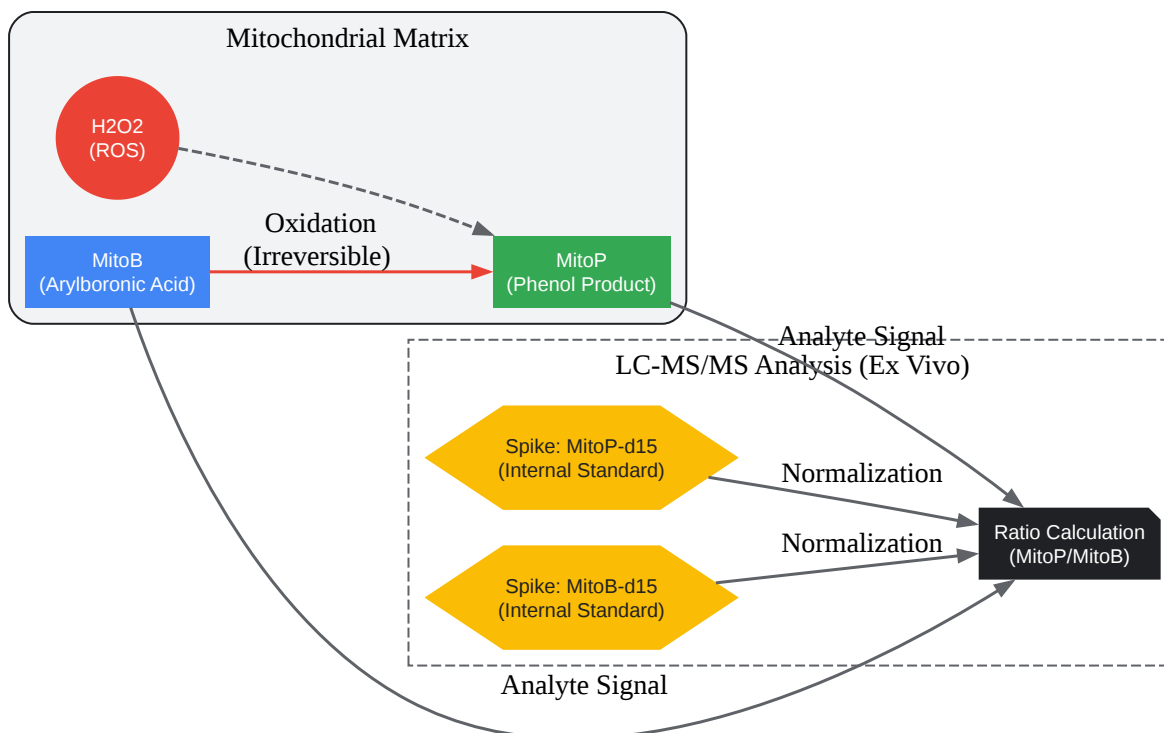 Mitochondrial Matrix
H2O2
(ROS)
Oxidation
(Irreversible)
MitoB
(Arylboronic Acid)
MitoP
(Phenol Product)
Analyte Signal
LC-MS/MS Analysis (Ex Vivo)
Spike: MitoP-d15
(Internal Standard)
Normalization
Ratio Calculation
(MitoP/MitoB)
Normalization
Spike: MitoB-d15
(Internal Standard)
Analyte Signal